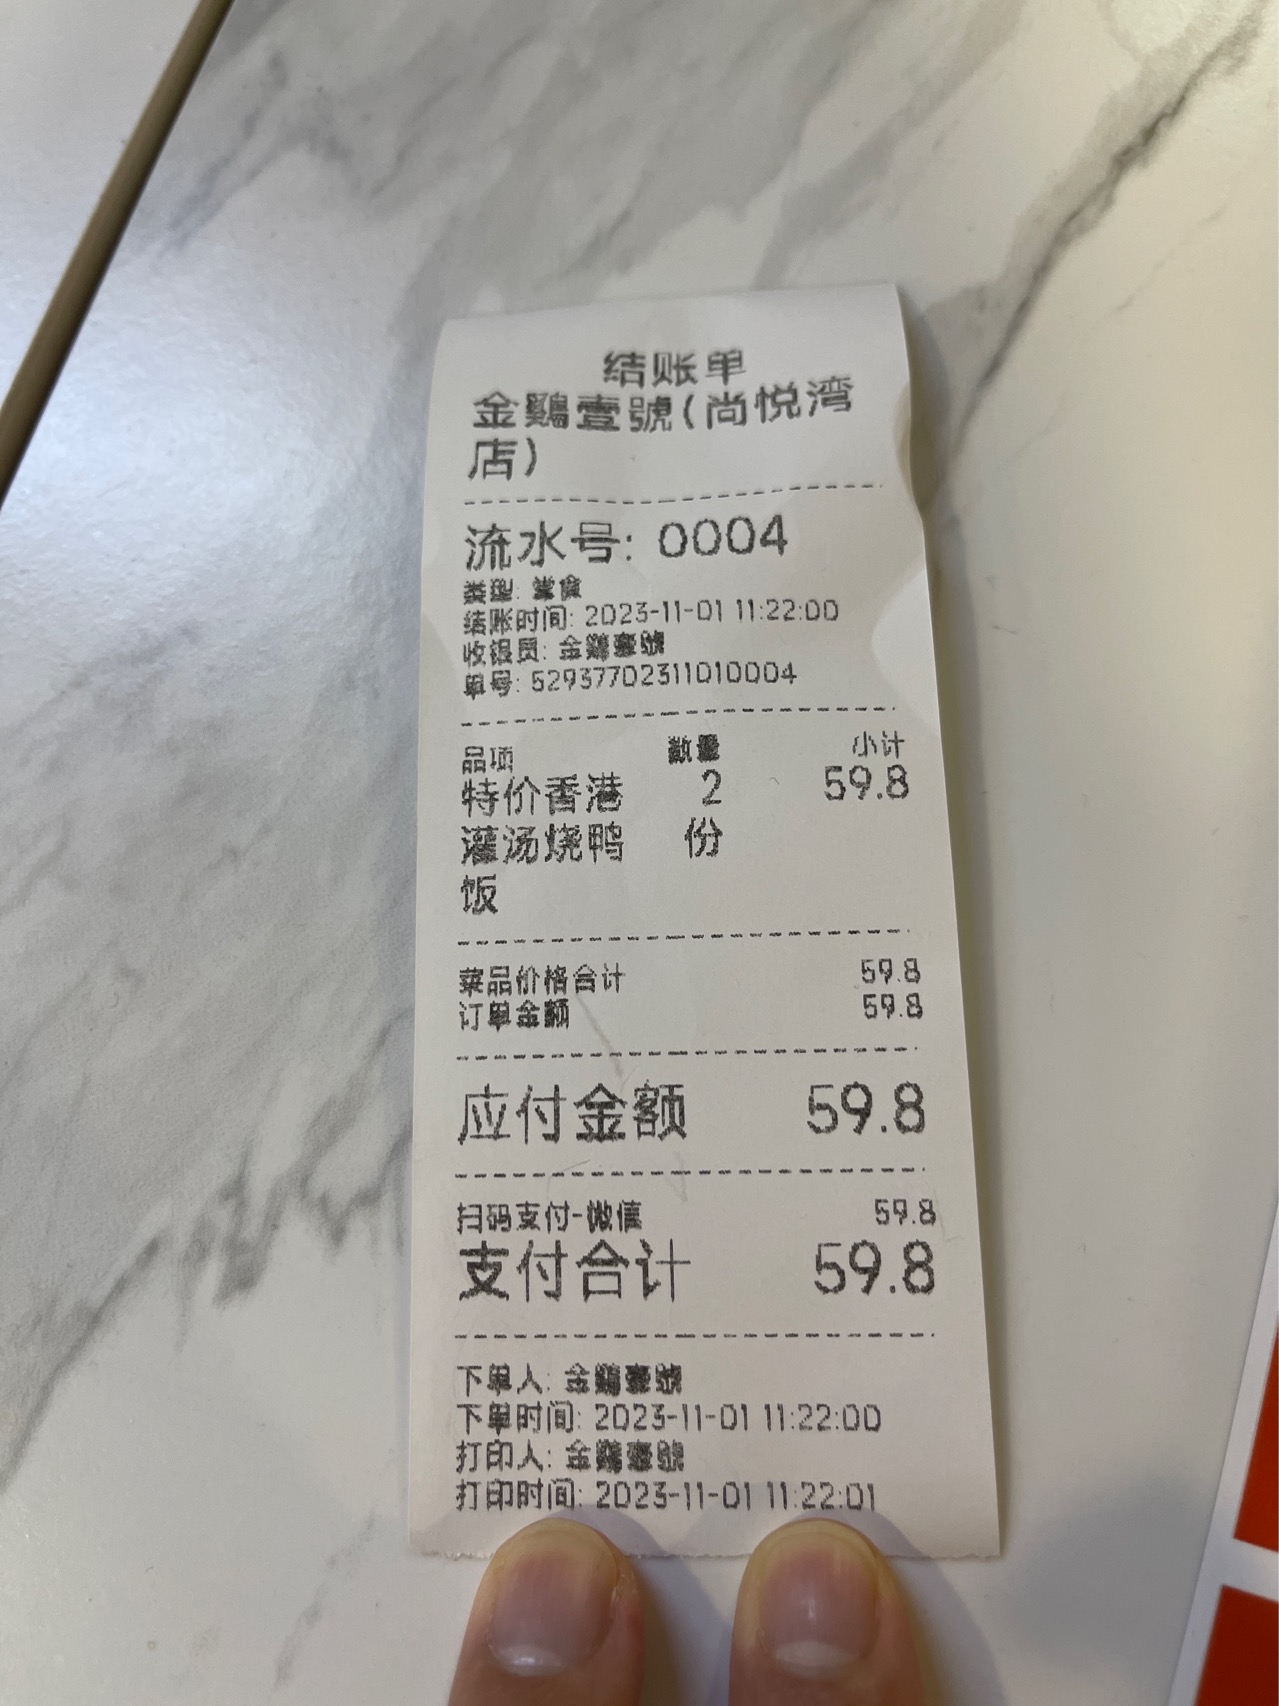 结账单
金鷄壹號(尚悦湾
店)
流水号: 0004
类型: 堂食
结账时间: 2023-11-01 11:22:00
收银员: 金鷄壹號
单号: 52937702311010004
品项 数量 小计
特价香港 2 59.8
灌汤烧鸭 份
饭
菜品价格合计 59.8
订单金额 59.8
应付金额 59.8
扫码支付-微信 59.8
支付合计 59.8
下单人: 金鷄壹號
下单时间: 2023-11-01 11:22:00
打印人: 金鷄壹號
打印时间: 2023-11-01 11:22:01